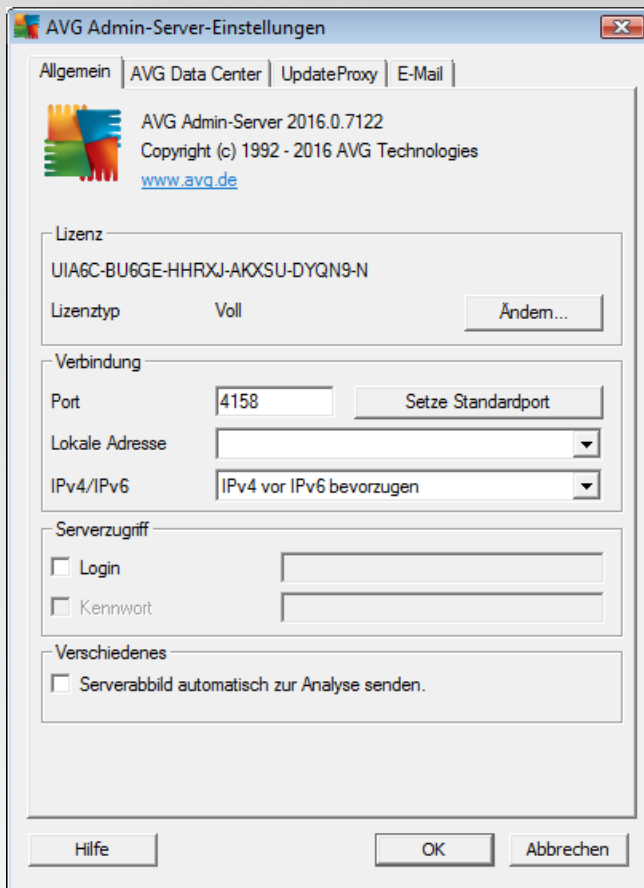 AVG Admin-Server-Einstellungen
Allgemein AVG Data Center UpdateProxy E-Mail
AVG Admin-Server 2016.0.7122
Copyright (c) 1992 - 2016 AVG Technologies
www.avg.de
Lizenz
UIA6C-BU6GE-HHRXJ-AKXSU-DYQN9-N
Lizenztyp Voll Ändern...
Verbindung
Port 4158 Setze Standardport
Lokale Adresse
IPv4/IPv6 IPv4 vor IPv6 bevorzugen
Serverzugriff
Login
Kennwort
Verschiedenes
Serverabbild automatisch zur Analyse senden.
Hilfe OK Abbrechen